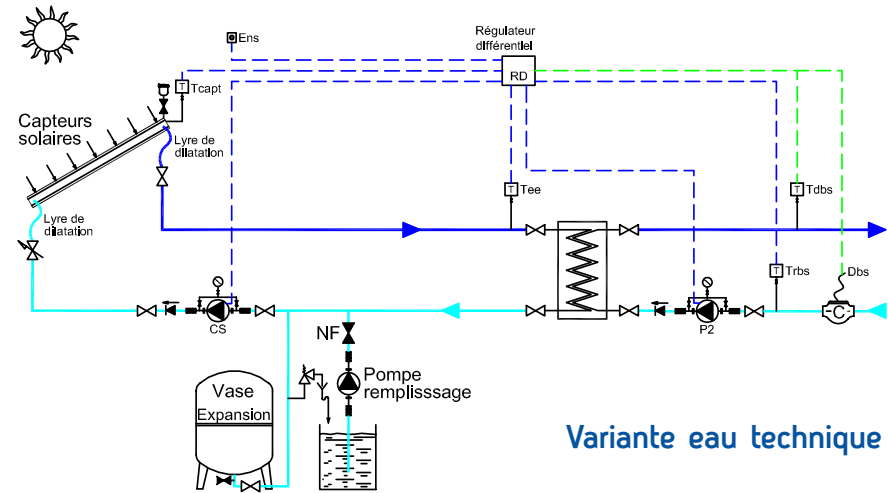 Ens
Régulateur
différentiel
RD
T
Tcapt
Capteurs
solaires
Lyre de
dilatation
T
Tee
T
Tdbs
Lyre de
dilatation
T
Trbs
Dbs
C
CS
P2
NF
Pompe
remplisssage
Vase
Expansion
Variante eau technique